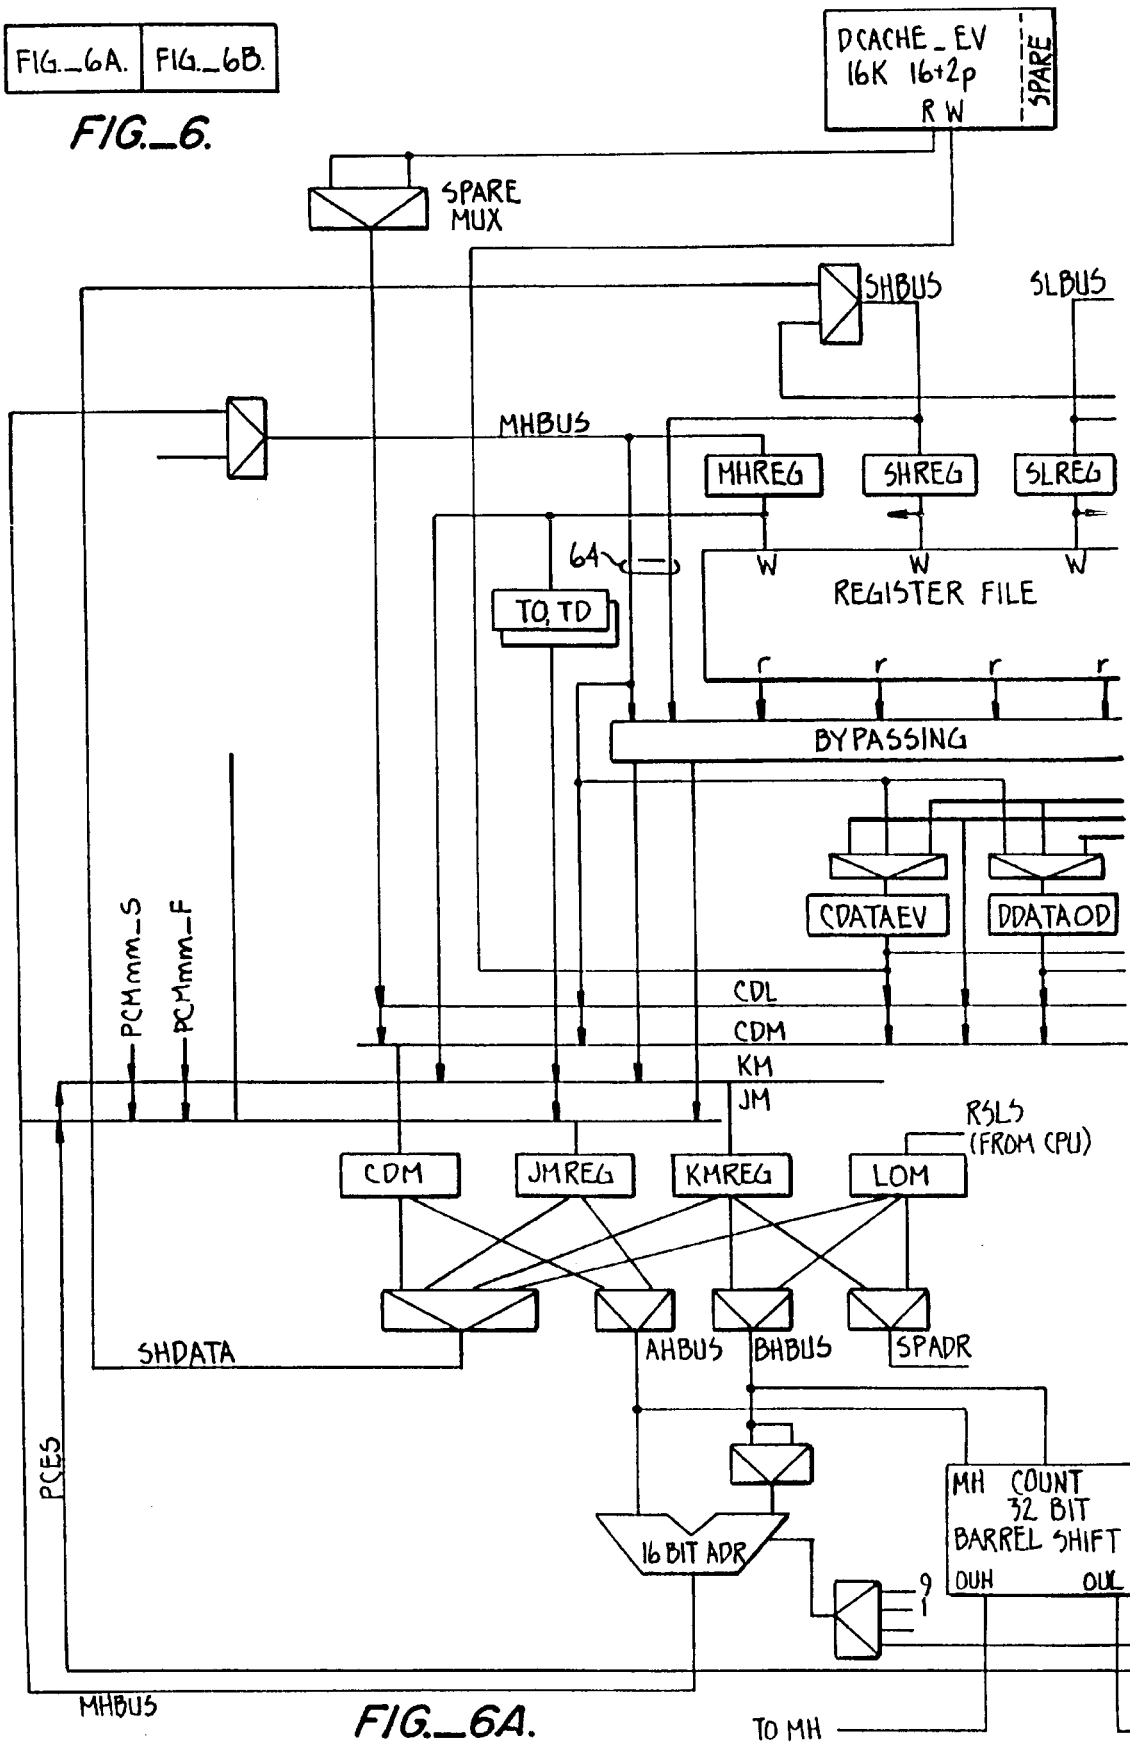 FIG._6A. FIG._6B.
FIG._6.
DCACHE_EV
16K 16+2p
R W
SPARE
SPARE
MUX
SHBUS
SLBUS
MHBUS
MHREG
SHREG
SLREG
64
W
W
W
REGISTER FILE
TO, TD
r
r
r
r
BYPASSING
PCMmm_S
PCMmm_F
CDATAEV
DDATAOD
CDL
CDM
KM
JM
RSLS
(FROM CPU)
CDM
JMREG
KMREG
LOM
SHDATA
AHBUS
BHBUS
SPADR
PCES
MH COUNT
32 BIT
BARREL SHIFT
OUH OUL
16 BIT ADR
9
1
MHBUS
FIG._6A.
TO MH